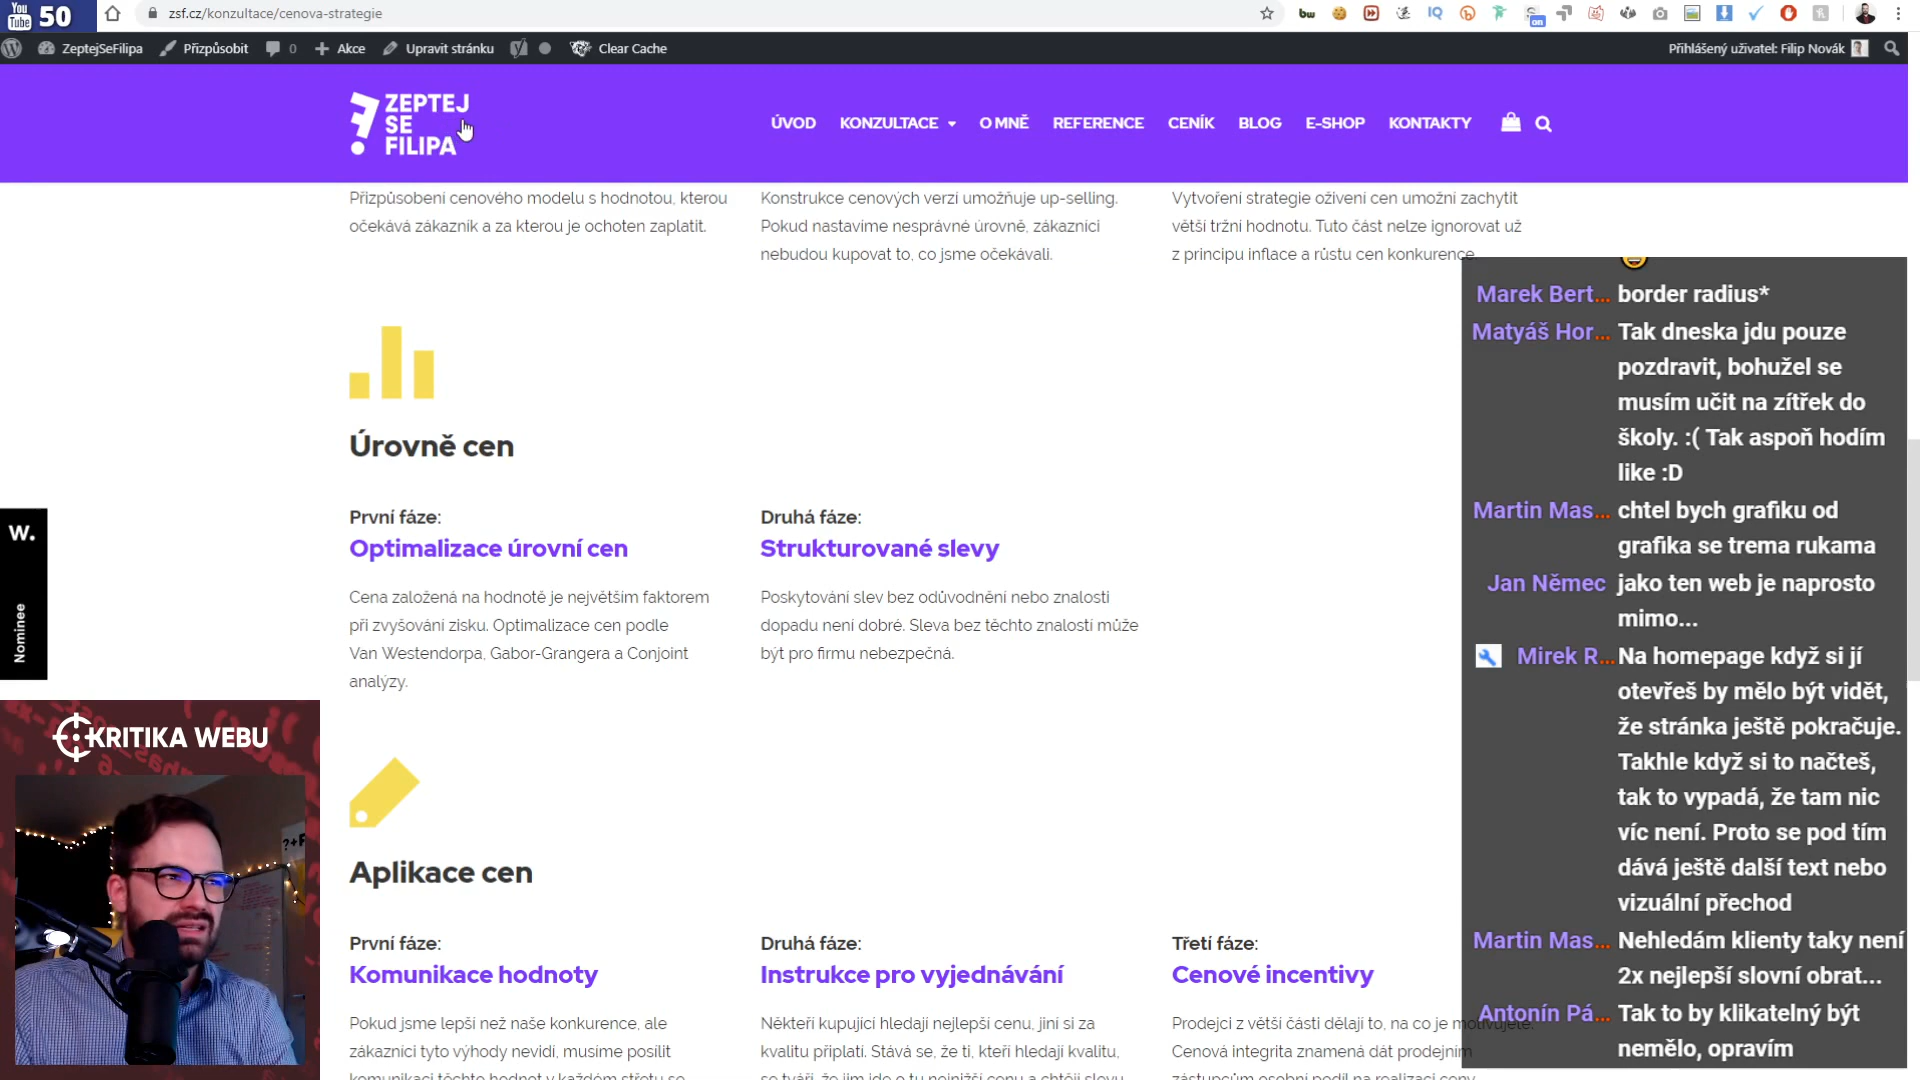 You
Tube 50
zsf.cz/konzultace/cenova-strategie
ZeptejSeFilipa
Přizpůsobit
0
Akce
Upravit stránku
Clear Cache
Přihlášený uživatel: Filip Novák
ZEPTEJ
SE
FILIPA
ÚVOD
KONZULTACE
O MNĚ
REFERENCE
CENÍK
BLOG
E-SHOP
KONTAKTY
Přizpůsobení cenového modelu s hodnotou, kterou
očekává zákazník a za kterou je ochoten zaplatit.
Konstrukce cenových verzí umožňuje up-selling.
Pokud nastavíme nesprávné úrovně, zákazníci
nebudou kupovat to, co jsme očekávali.
Vytvoření strategie oživení cen umožní zachytit
větší tržní hodnotu. Tuto část nelze ignorovat už
z principu inflace a růstu cen konkurence.
Úrovně cen
První fáze:
Optimalizace úrovní cen
Cena založená na hodnotě je největším faktorem
při zvyšování zisku. Optimalizace cen podle
Van Westendorpa, Gabor-Grangera a Conjoint
analýzy.
Druhá fáze:
Strukturované slevy
Poskytování slev bez odůvodnění nebo znalosti
dopadu není dobré. Sleva bez těchto znalostí může
být pro firmu nebezpečná.
Aplikace cen
První fáze:
Komunikace hodnoty
Pokud jsme lepší než naše konkurence, ale
zákazníci tyto výhody nevidí, musíme posílit
komunikaci těchto hodnot v každém střetu se
Druhá fáze:
Instrukce pro vyjednávání
Někteří kupující hledají nejlepší cenu, jiní si za
kvalitu připlatí. Stává se, že ti, kteří hledají kvalitu,
se tváří, že jim jde o tu nejnižší cenu a chtějí slevu
Třetí fáze:
Cenové incentivy
Prodejci z větší části dělají to, na co je motivujete.
Cenová integrita znamená dát prodejním
zástupcům osobní podíl na realizaci ceny
W.
Nominee
KRITIKA WEBU
Marek Bert... border radius*
Matyáš Hor... Tak dneska jdu pouze
pozdravit, bohužel se
musím učit na zítřek do
školy. :( Tak aspoň hodím
like :D
Martin Mas... chtel bych grafiku od
grafika se trema rukama
Jan Němec jako ten web je naprosto
mimo...
Mirek R... Na homepage když si jí
otevřeš by mělo být vidět,
že stránka ještě pokračuje.
Takhle když si to načteš,
tak to vypadá, že tam nic
víc není. Proto se pod tím
dává ještě další text nebo
vizuální přechod
Martin Mas... Nehledám klienty taky není
2x nejlepší slovní obrat...
Antonín Pá... Tak to by klikatelný být
nemělo, opravím